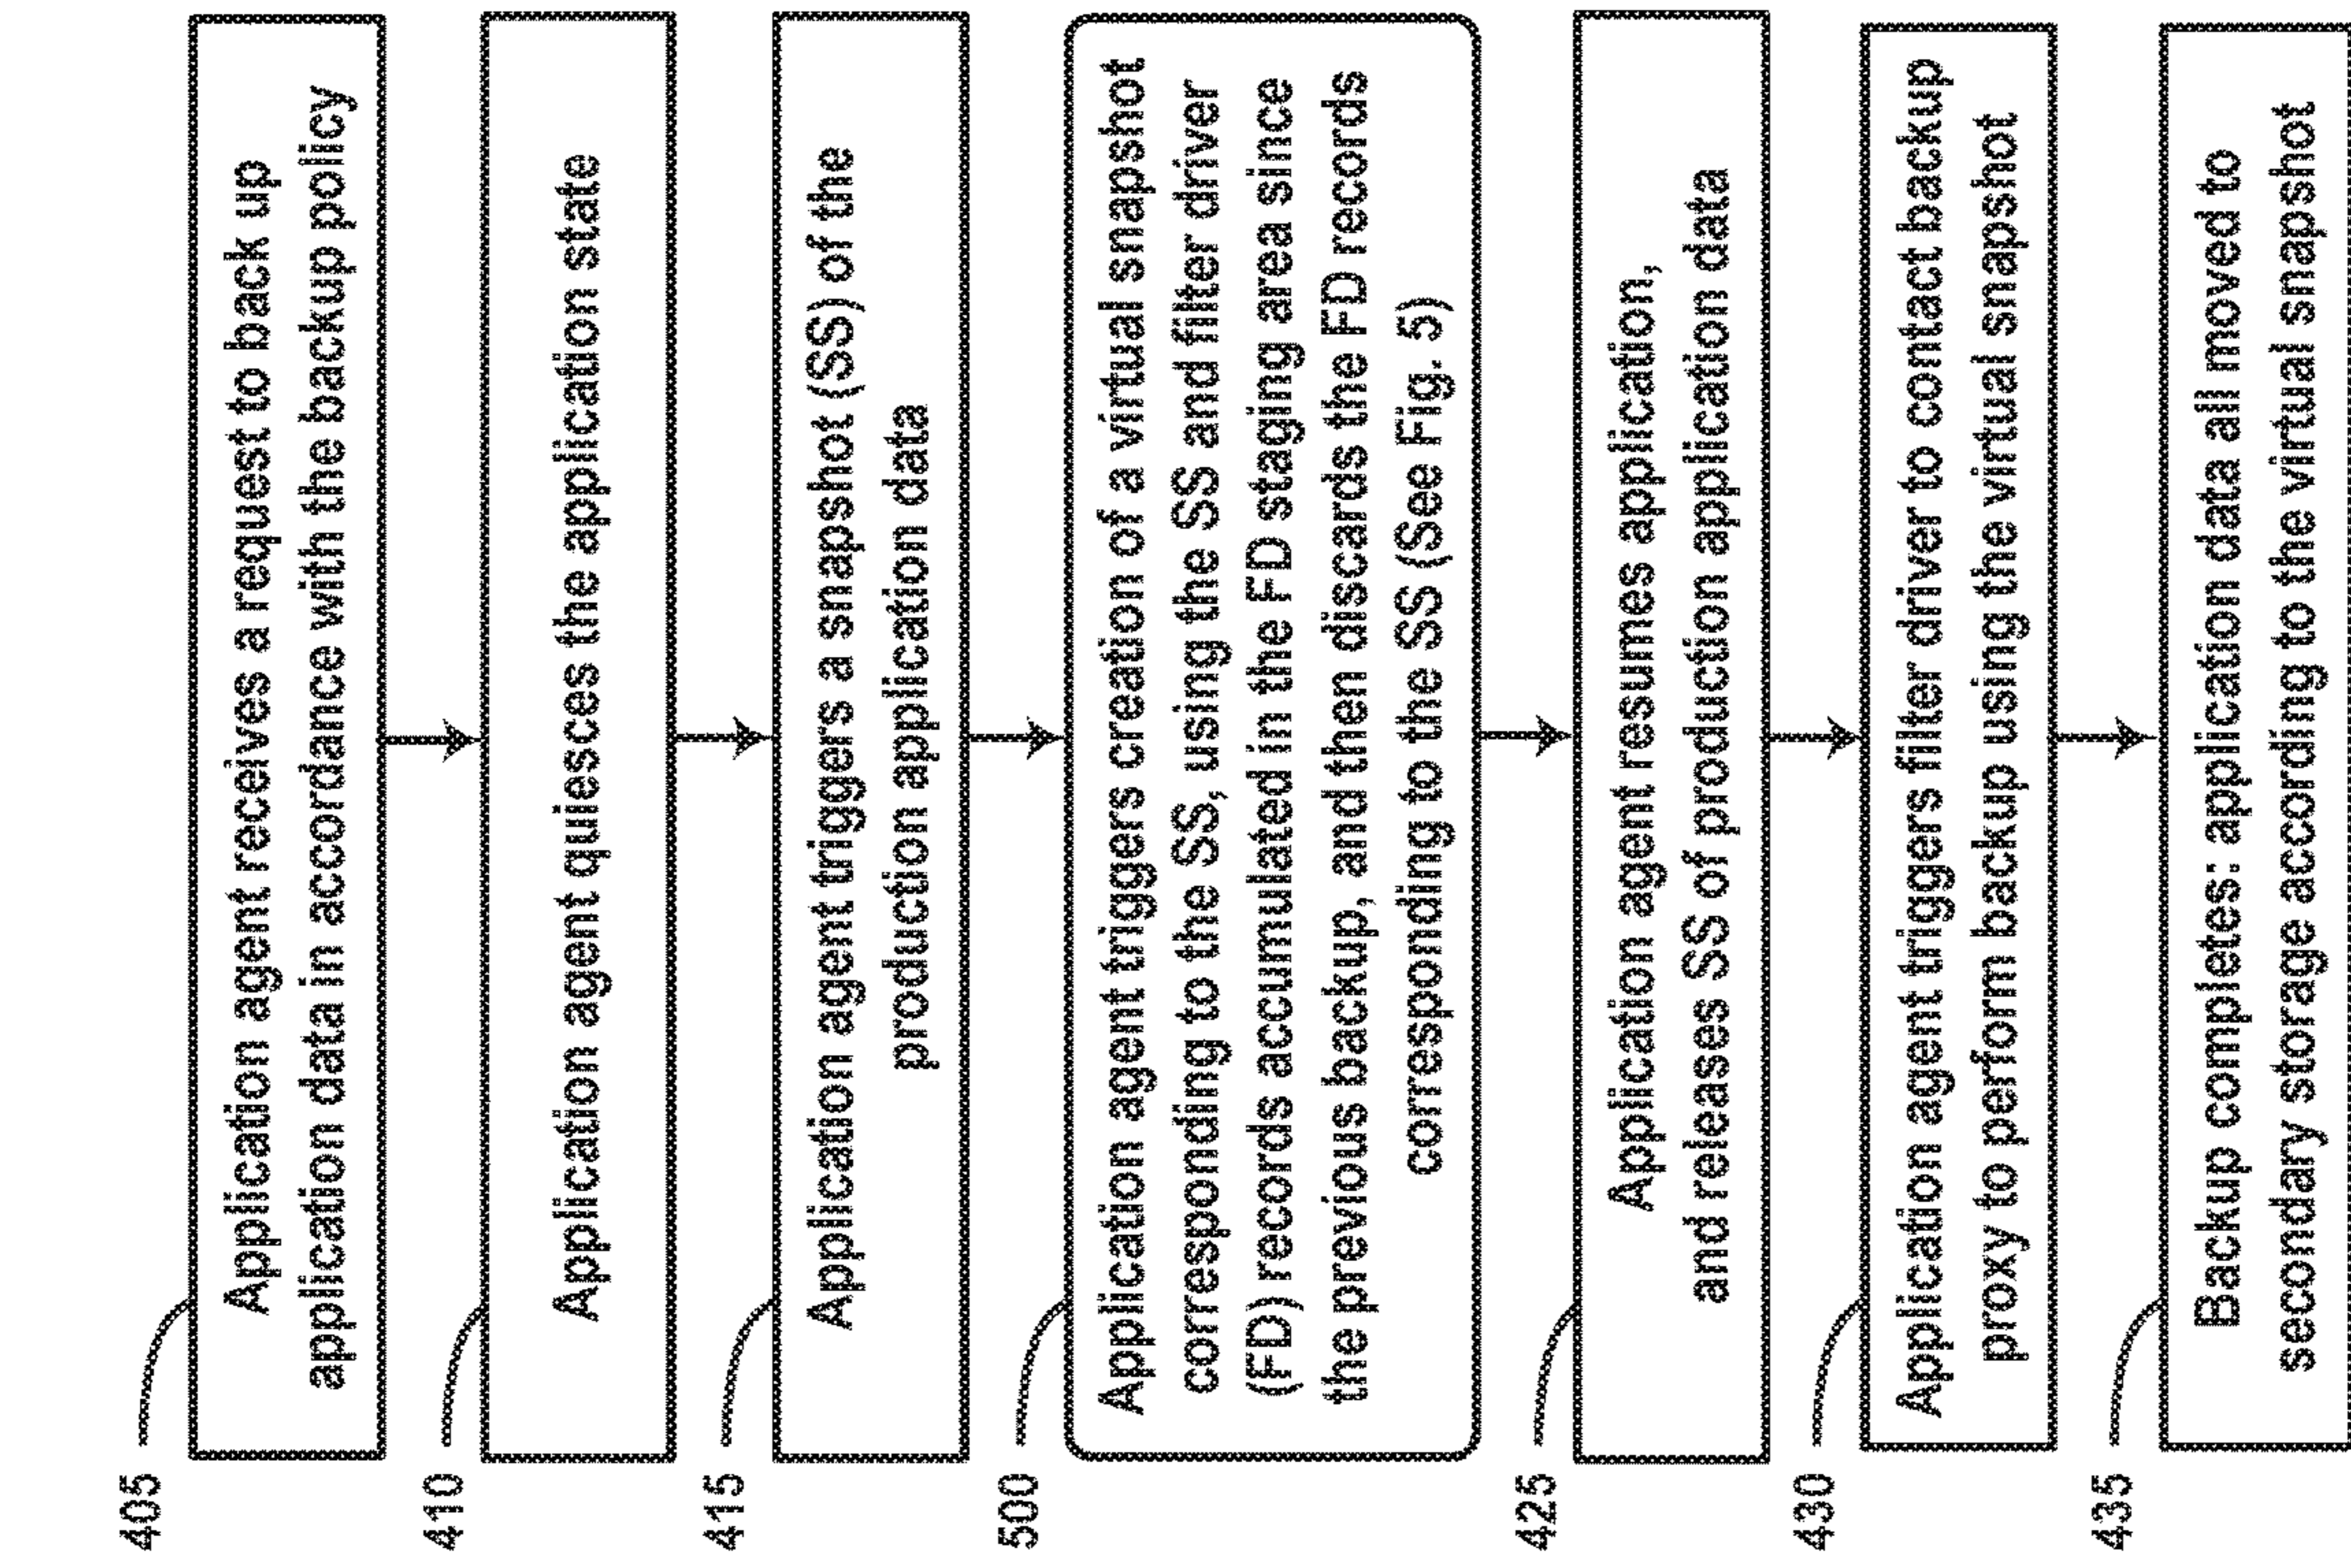 405
Application agent receives a request to back up
application data in accordance with the backup policy
410
Application agent quiesces the application state
415
Application agent triggers a snapshot (SS) of the
production application data
500
Application agent triggers creation of a virtual snapshot
corresponding to the SS, using the SS and filter driver
(FD) records accumulated in the FD staging area since
the previous backup, and then discards the FD records
corresponding to the SS (See Fig. 5)
425
Application agent resumes application,
and releases SS of production application data
430
Application agent triggers filter driver to contact backup
proxy to perform backup using the virtual snapshot
435
Backup completes: application data all moved to
secondary storage according to the virtual snapshot